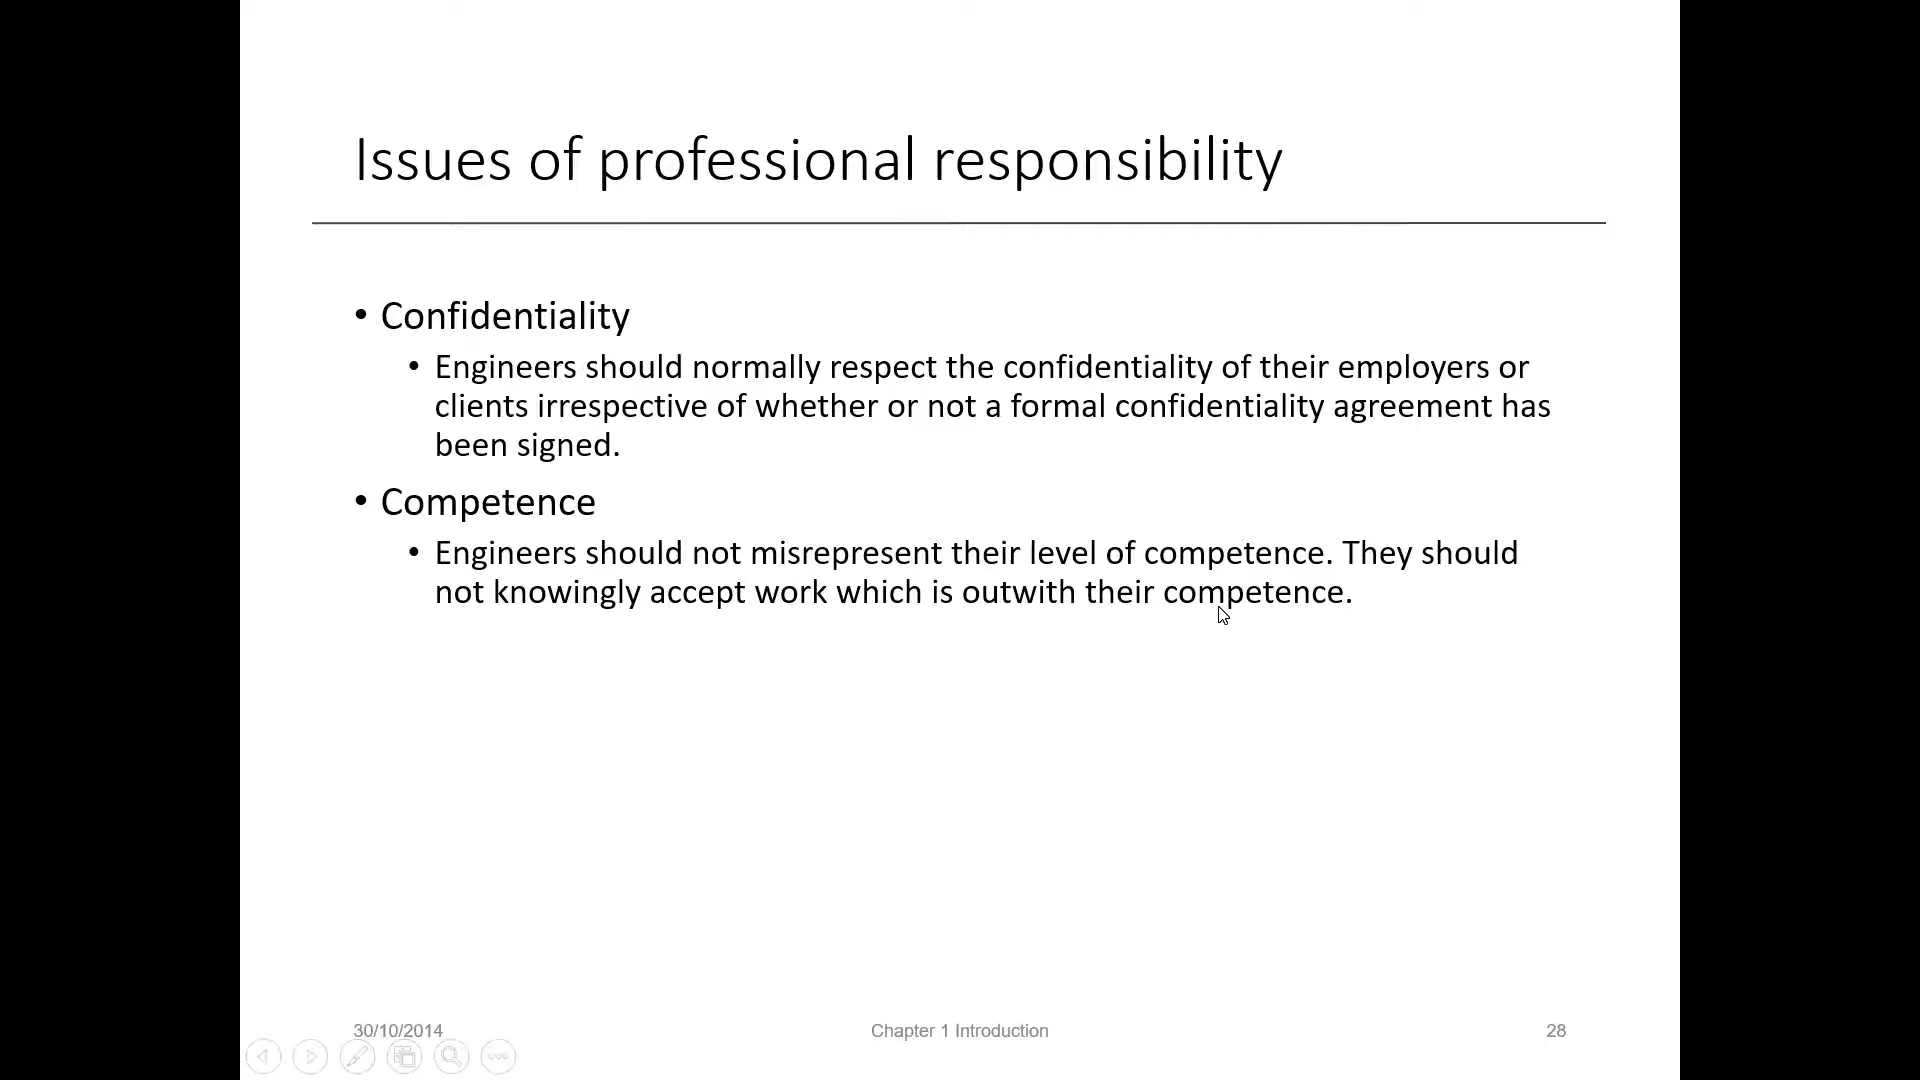 Issues of professional responsibility
• Confidentiality
• Engineers should normally respect the confidentiality of their employers or
clients irrespective of whether or not a formal confidentiality agreement has
been signed.
• Competence
• Engineers should not misrepresent their level of competence. They should
not knowingly accept work which is outwith their competence.
30/10/2014
Chapter 1 Introduction
28